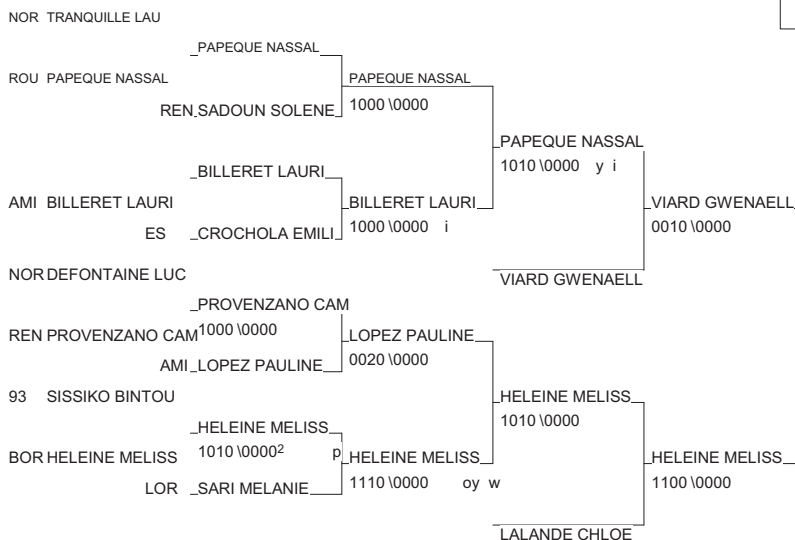 NOR TRANQUILLE LAU
PAPEQUE NASSAL
ROU PAPEQUE NASSAL PAPEQUE NASSAL
REN SADOUN SOLENE 1000 \0000
PAPEQUE NASSAL
1010 \0000 y i
BILLERET LAURI
AMI BILLERET LAURI BILLERET LAURI VIARD GWENAELL
ES CROCHOLA EMILI 1000 \0000 i 0010 \0000
NOR DEFONTAINE LUC VIARD GWENAELL
PROVENZANO CAM
REN PROVENZANO CAM 1000 \0000 LOPEZ PAULINE
AMI LOPEZ PAULINE 0020 \0000
93 SISSIKO BINTOU HELEINE MELISS
HELEINE MELISS 1010 \0000
BOR HELEINE MELISS 1010 \0000² p HELEINE MELISS HELEINE MELISS
LOR SARI MELANIE 1110 \0000 oy w 1100 \0000
LALANDE CHLOE